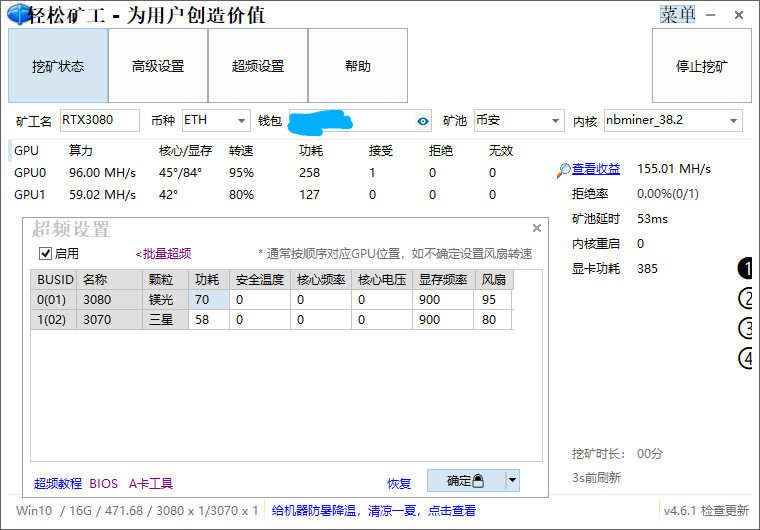 轻松矿工 - 为用户创造价值 菜单
挖矿状态 高级设置 超频设置 帮助 停止挖矿
矿工名 RTX3080 币种 ETH 钱包 矿池 币安 内核 nbminer_38.2
GPU 算力 核心/显存 转速 功耗 接受 拒绝 无效
GPU0 96.00 MH/s 45°/84° 95% 258 1 0 0
GPU1 59.02 MH/s 42° 80% 127 0 0 0
查看收益 155.01 MH/s
拒绝率 0.00%(0/1)
矿池延时 53ms
内核重启 0
显卡功耗 385
超频设置
启用 <批量超频 * 通常按顺序对应GPU位置，如不确定设置风扇转速
BUSID 名称 颗粒 功耗 安全温度 核心频率 核心电压 显存频率 风扇
0(01) 3080 镁光 70 0 0 0 900 95
1(02) 3070 三星 58 0 0 0 900 80
1
2
3
4
挖矿时长： 00分
3s前刷新
超频教程 BIOS A卡工具 恢复 确定
Win10 / 16G / 471.68 / 3080 x 1/3070 x 1 给机器防暑降温，清凉一夏，点击查看 v4.6.1 检查更新